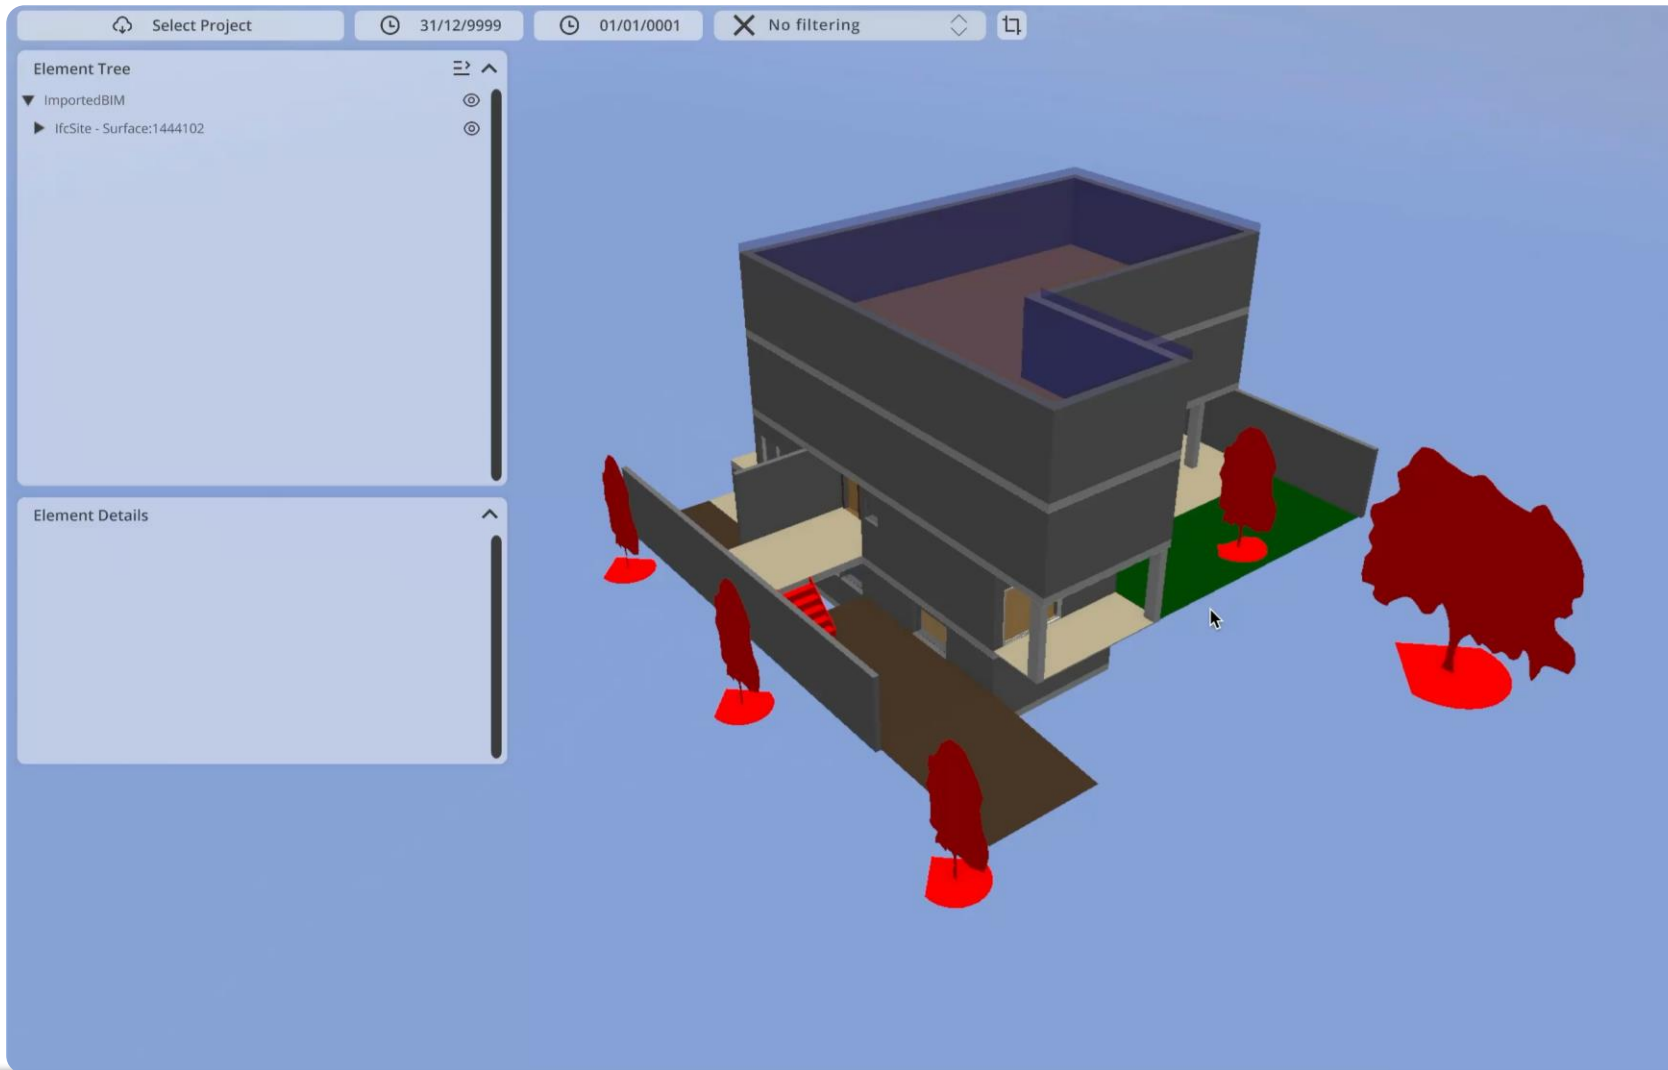 Select Project
31/12/9999
01/01/0001
No filtering
Element Tree
ImportedBIM
IfcSite - Surface:1444102
Element Details